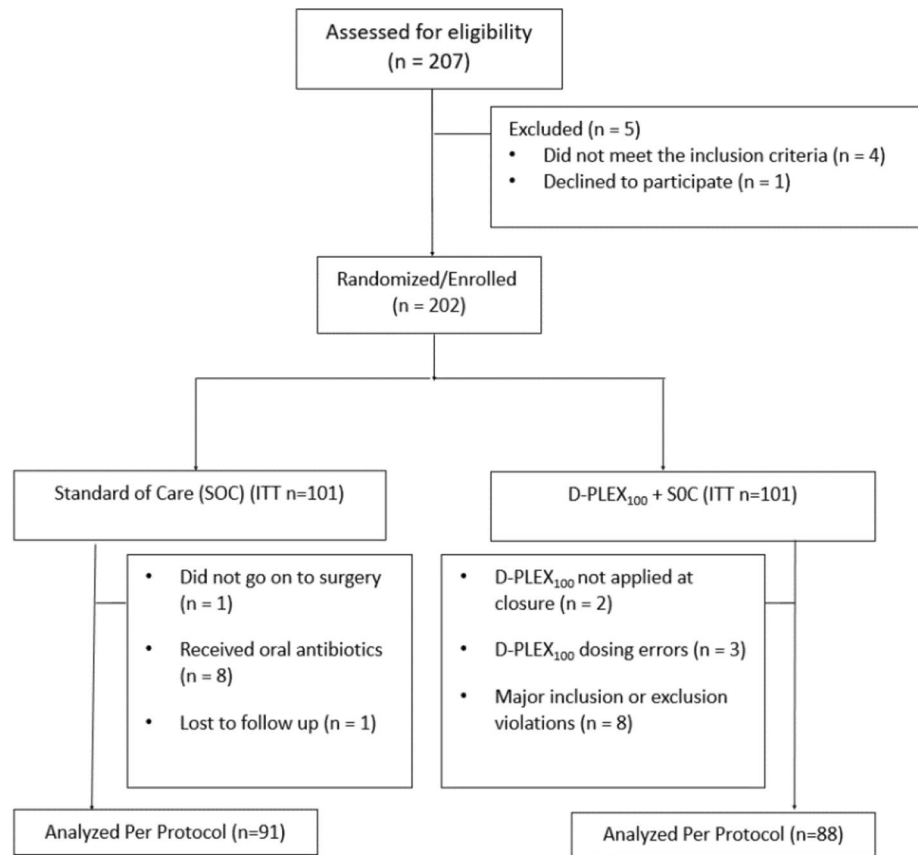 Assessed for eligibility
(n = 207)
Excluded (n = 5)
• Did not meet the inclusion criteria (n = 4)
• Declined to participate (n = 1)
Randomized/Enrolled
(n = 202)
Standard of Care (SOC) (ITT n=101)
D-PLEX₁₀₀ + S0C (ITT n=101)
• Did not go on to surgery
(n = 1)
• Received oral antibiotics
(n = 8)
• Lost to follow up (n = 1)
• D-PLEX₁₀₀ not applied at
closure (n = 2)
• D-PLEX₁₀₀ dosing errors (n = 3)
• Major inclusion or exclusion
violations (n = 8)
Analyzed Per Protocol (n=91)
Analyzed Per Protocol (n=88)